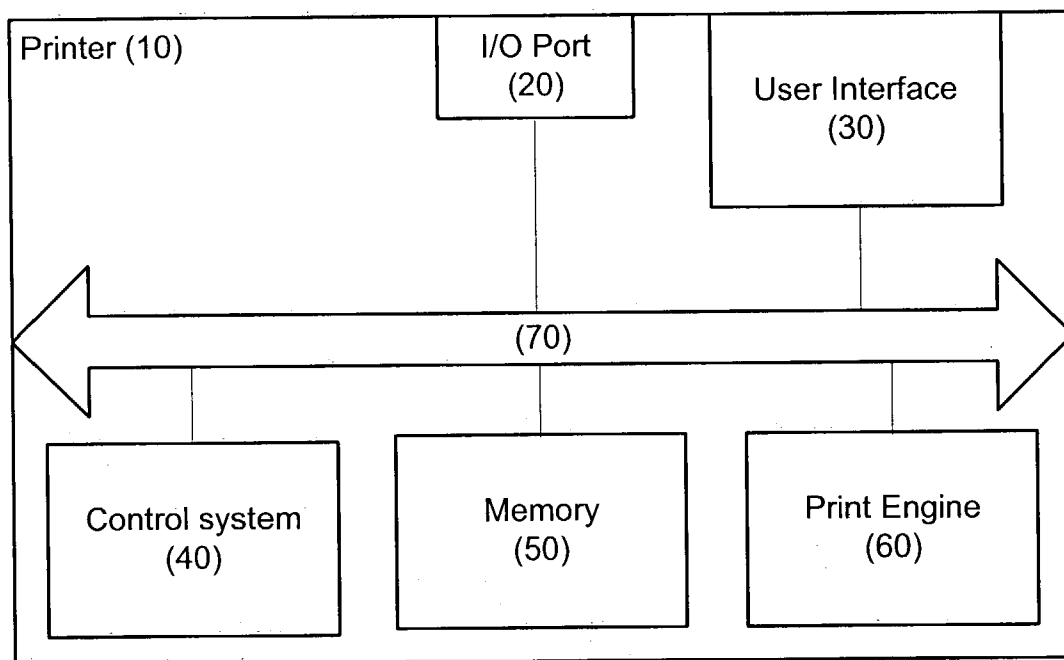 Printer (10)
I/O Port
(20)
User Interface
(30)
(70)
Control system
(40)
Memory
(50)
Print Engine
(60)